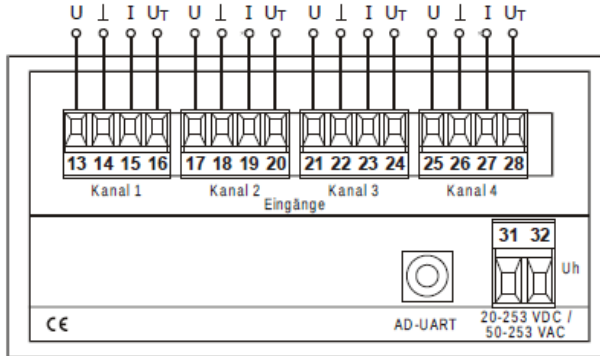 U ⊥ I UT U ⊥ I UT U ⊥ I UT U ⊥ I UT
13 14 15 16 17 18 19 20 21 22 23 24 25 26 27 28
Kanal 1 Kanal 2 Kanal 3 Kanal 4
Eingänge
31 32
Uh
CE AD-UART 20-253 VDC /
50-253 VAC